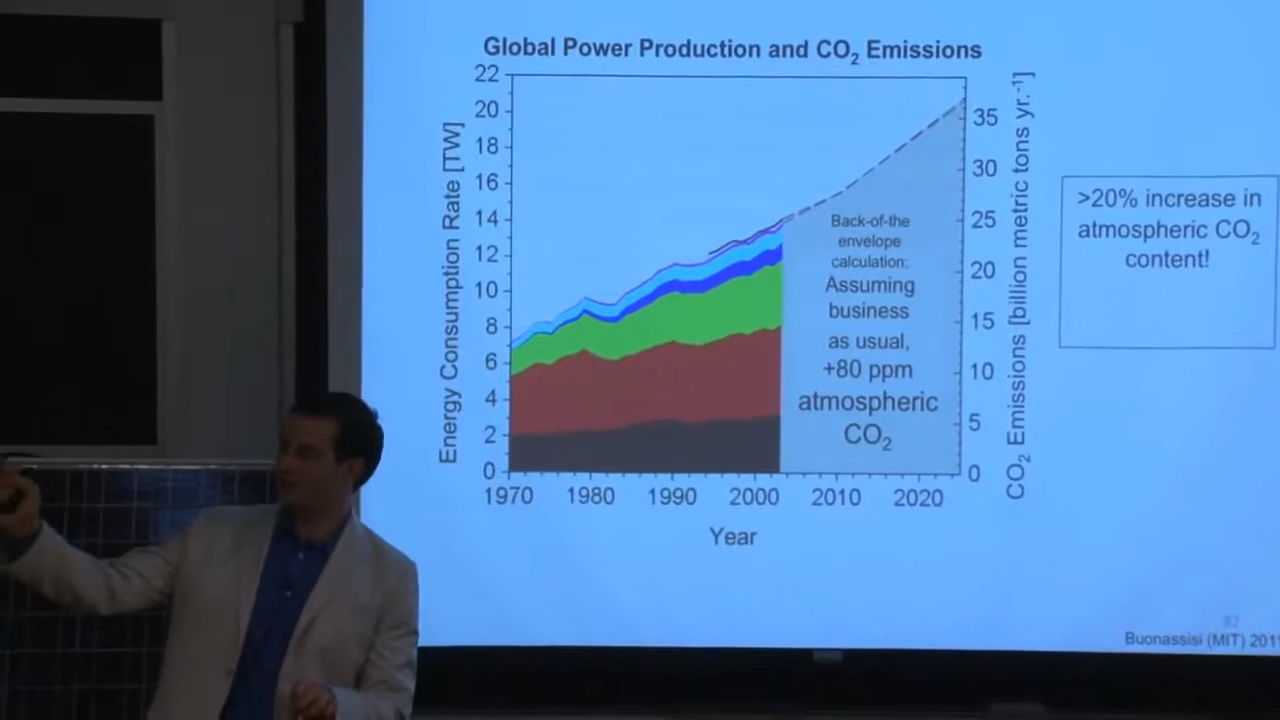 Global Power Production and CO₂ Emissions
22
20
18
16
14
12
10
8
6
4
2
0
Energy Consumption Rate [TW]
1970
1980
1990
2000
2010
2020
Year
35
30
25
20
15
10
5
0
CO₂ Emissions [billion metric tons yr.⁻¹]
Back-of-the
envelope
calculation:
Assuming
business
as usual,
+80 ppm
atmospheric
CO₂
>20% increase in
atmospheric CO₂
content!
82
Buonassisi (MIT)